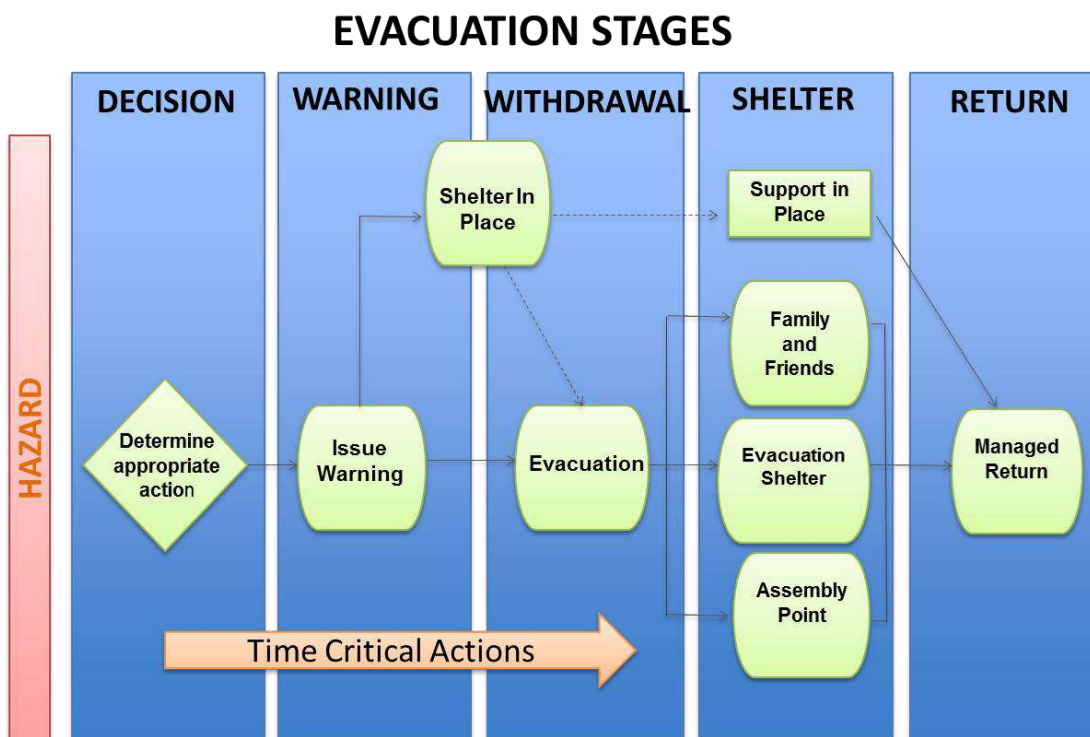 EVACUATION STAGES
DECISION
WARNING
WITHDRAWAL
SHELTER
RETURN
HAZARD
Shelter In
Place
Support in
Place
Family
and
Friends
Determine
appropriate
action
Issue
Warning
Evacuation
Evacuation
Shelter
Managed
Return
Assembly
Point
Time Critical Actions